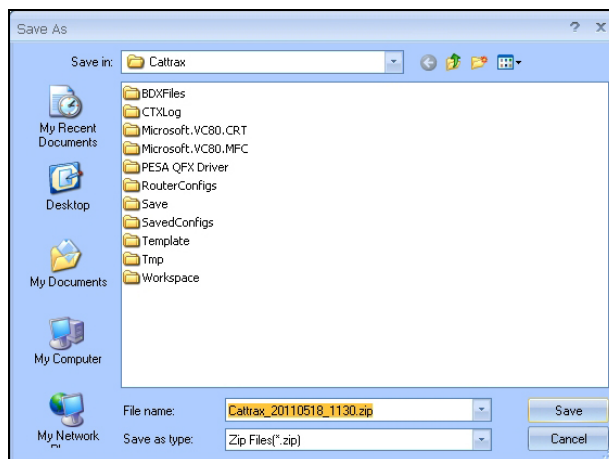 Save As
Save in: Cattrax
My Recent
Documents
Desktop
My Documents
My Computer
My Network
BDXFiles
CTXLog
Microsoft.VC80.CRT
Microsoft.VC80.MFC
PESA QFX Driver
RouterConfigs
Save
SavedConfigs
Template
Tmp
Workspace
File name: Cattrax_20110518_1130.zip Save
Save as type: Zip Files(*.zip) Cancel